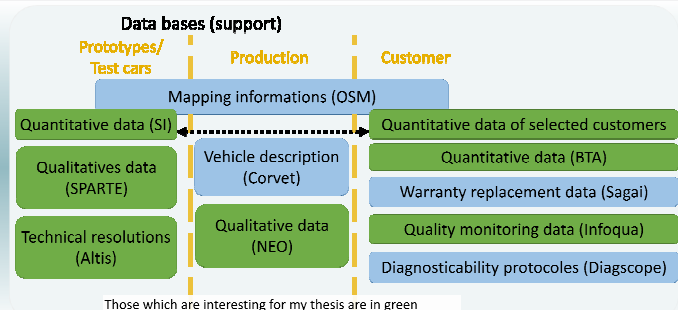 Data bases (support)
Prototypes/
Test cars
Production
Customer
Mapping informations (OSM)
Quantitative data (SI)
Quantitative data of selected customers
Qualitatives data
(SPARTE)
Vehicle description
(Corvet)
Quantitative data (BTA)
Warranty replacement data (Sagai)
Technical resolutions
(Altis)
Qualitative data
(NEO)
Quality monitoring data (Infoqua)
Diagnosticability protocoles (Diagscope)
Those which are interesting for my thesis are in green